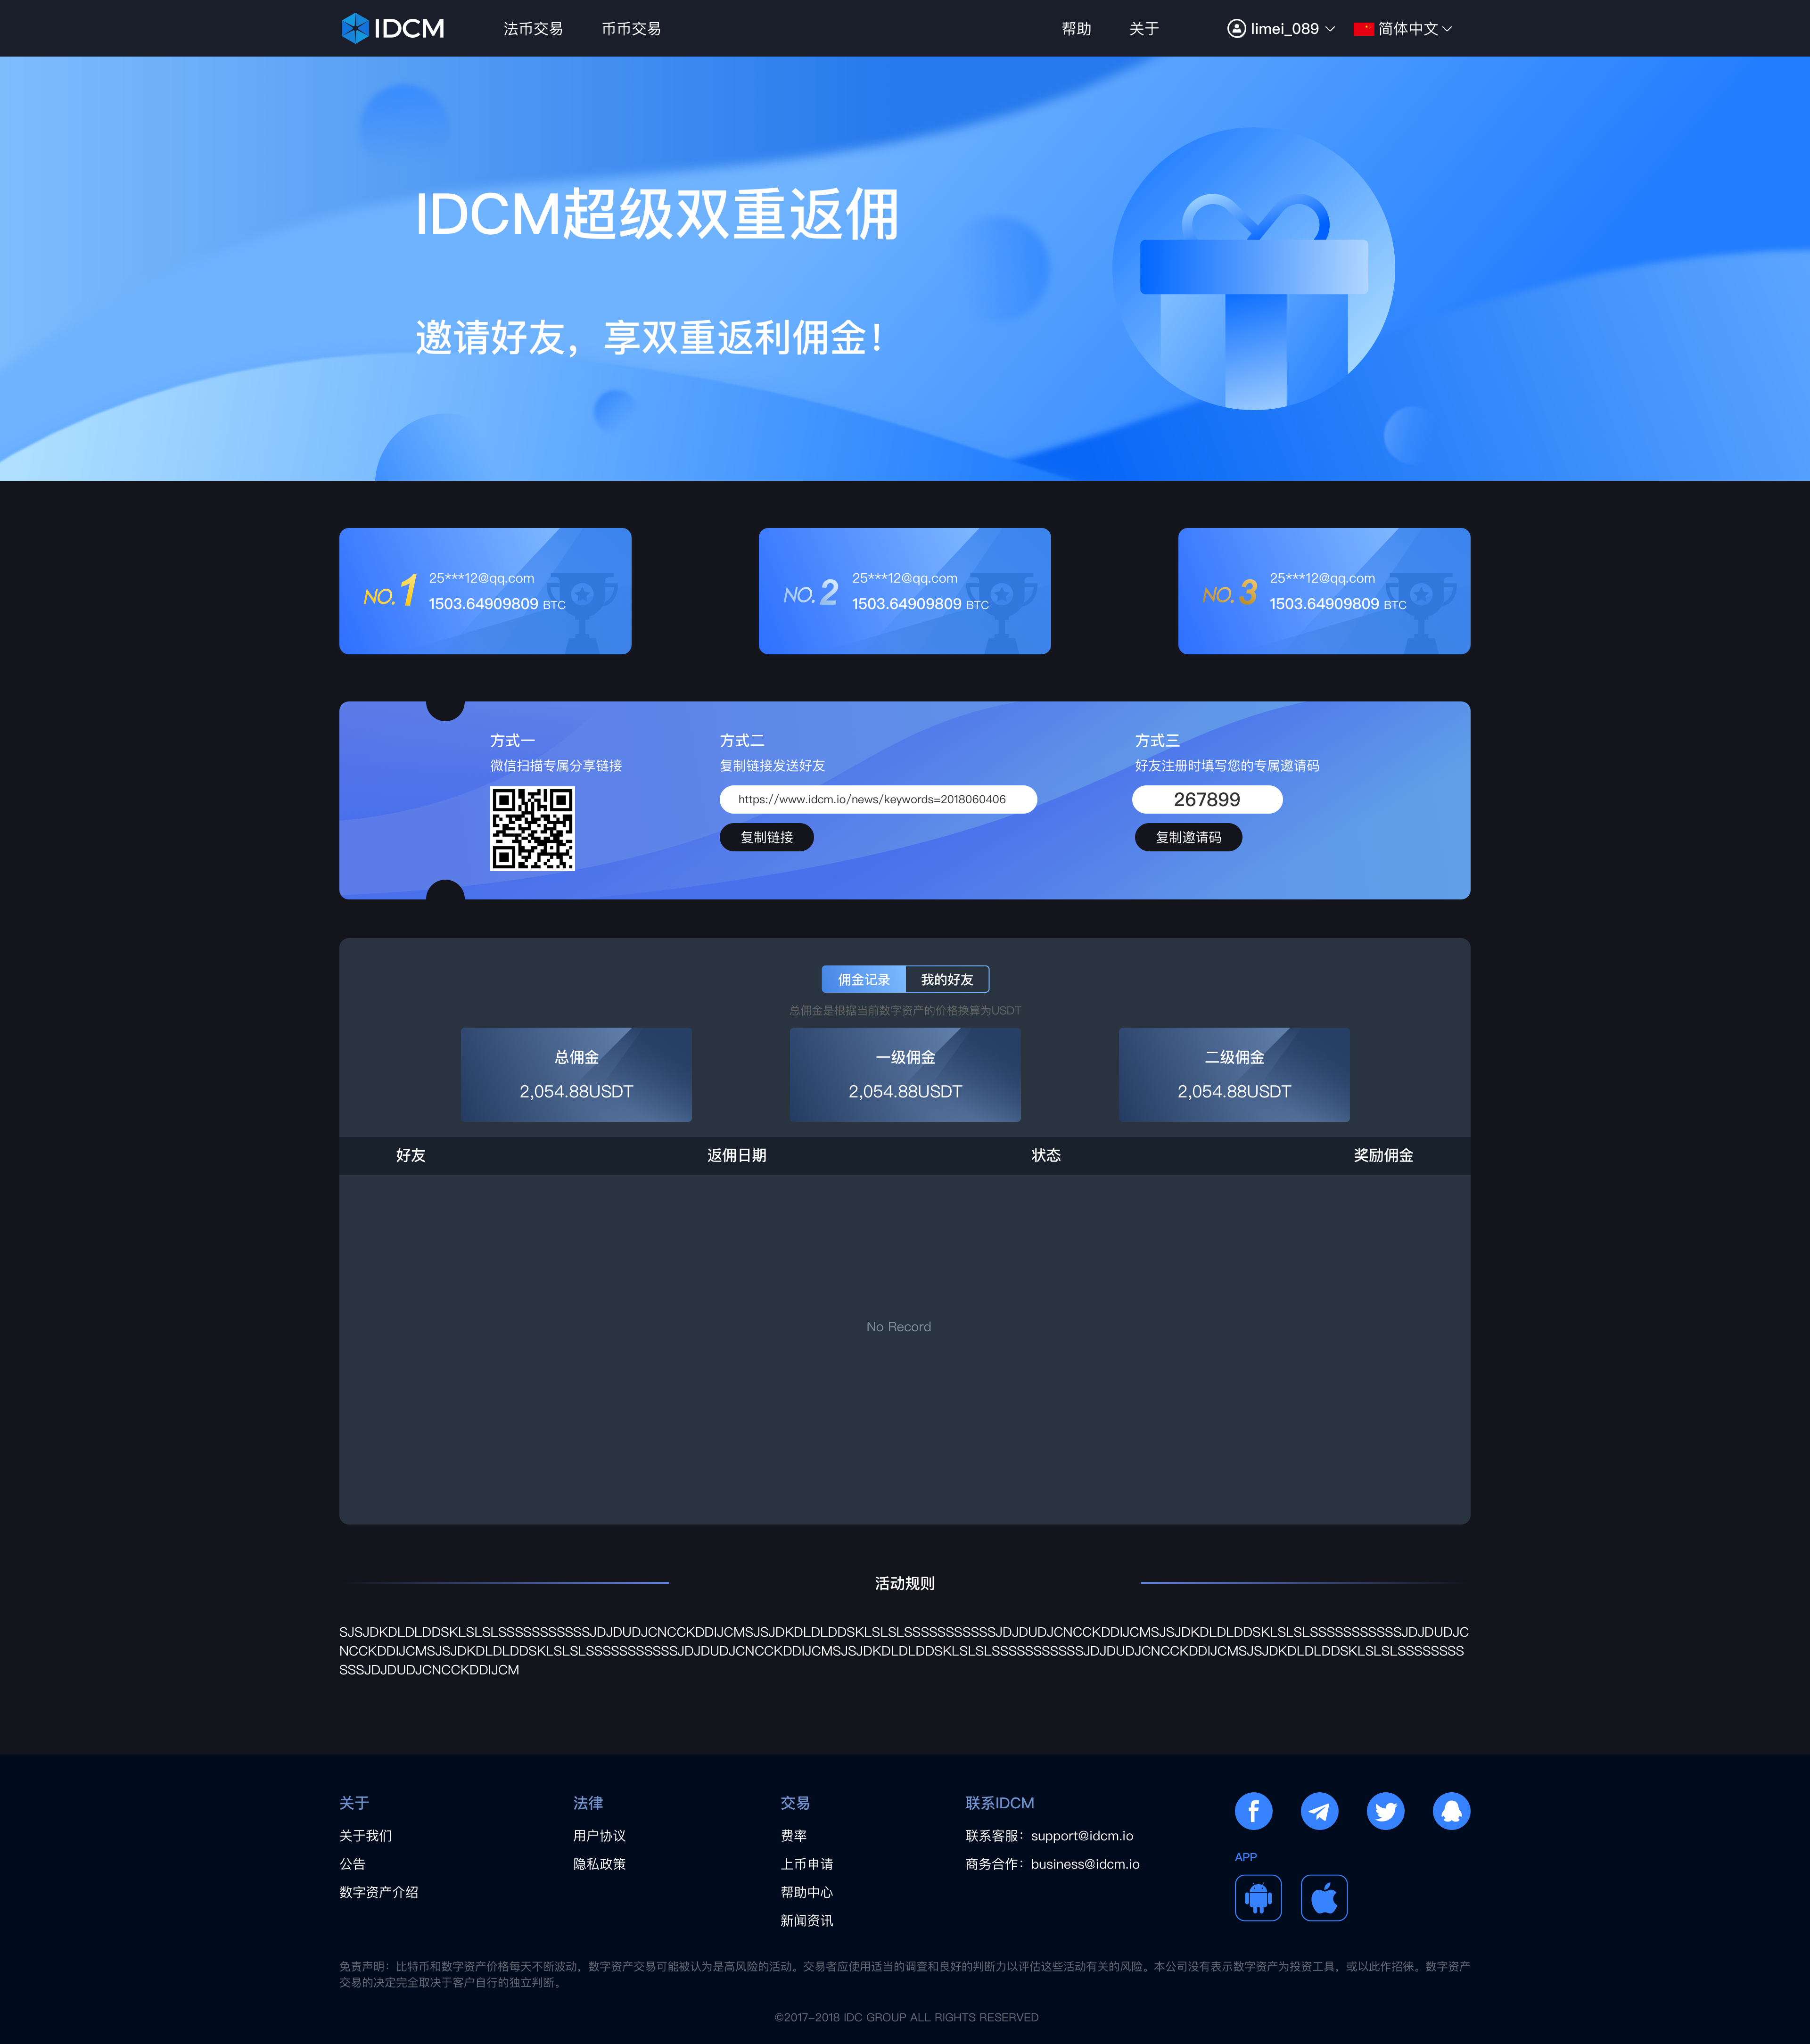 IDCM
法币交易
币币交易
帮助
关于
limei_089
简体中文
IDCM超级双重返佣
邀请好友，享双重返利佣金！
NO.1
25***12@qq.com
1503.64909809 BTC
NO.2
25***12@qq.com
1503.64909809 BTC
NO.3
25***12@qq.com
1503.64909809 BTC
方式一
微信扫描专属分享链接
方式二
复制链接发送好友
https://www.idcm.io/news/keywords=2018060406
复制链接
方式三
好友注册时填写您的专属邀请码
267899
复制邀请码
佣金记录
我的好友
总佣金是根据当前数字资产的价格换算为USDT
总佣金
2,054.88USDT
一级佣金
2,054.88USDT
二级佣金
2,054.88USDT
好友
返佣日期
状态
奖励佣金
No Record
活动规则
SJSJDKDLDLDDSKLSLSLSSSSSSSSSSSJDJDUDJCNCCKDDIJCMSJSJDKDLDLDDSKLSLSLSSSSSSSSSSSJDJDUDJCNCCKDDIJCMSJSJDKDLDLDDSKLSLSLSSSSSSSSSSSJDJDUDJC
NCCKDDIJCMSJSJDKDLDLDDSKLSLSLSSSSSSSSSSSJDJDUDJCNCCKDDIJCMSJSJDKDLDLDDSKLSLSLSSSSSSSSSSSJDJDUDJCNCCKDDIJCMSJSJDKDLDLDDSKLSLSLSSSSSSSS
SSSJDJDUDJCNCCKDDIJCM
关于
关于我们
公告
数字资产介绍
法律
用户协议
隐私政策
交易
费率
上币申请
帮助中心
新闻资讯
联系IDCM
联系客服：support@idcm.io
商务合作：business@idcm.io
APP
免责声明：比特币和数字资产价格每天不断波动，数字资产交易可能被认为是高风险的活动。交易者应使用适当的调查和良好的判断力以评估这些活动有关的风险。本公司没有表示数字资产为投资工具，或以此作招徕。数字资产
交易的决定完全取决于客户自行的独立判断。
©2017-2018 IDC GROUP ALL RIGHTS RESERVED